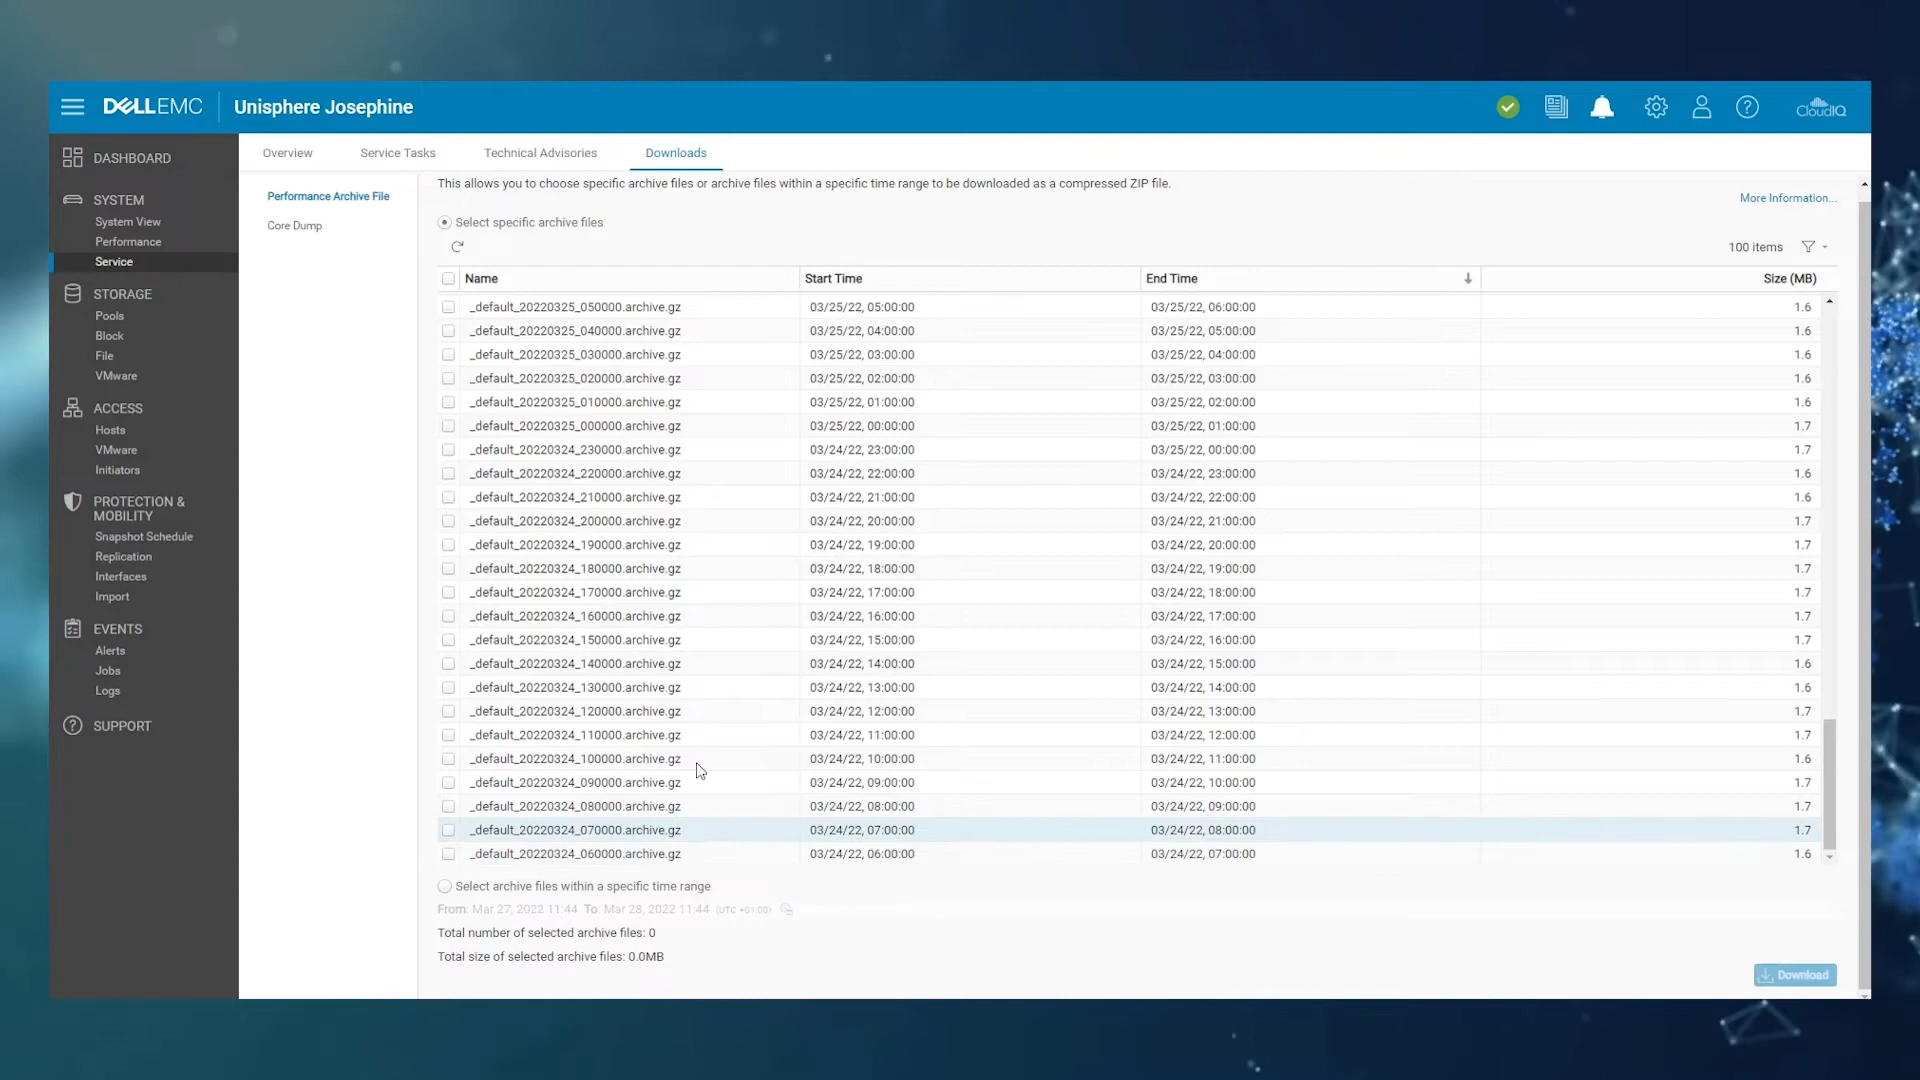 DELLEMC Unisphere Josephine CloudIQ
DASHBOARD
SYSTEM
System View
Performance
Service
STORAGE
Pools
Block
File
VMware
ACCESS
Hosts
VMware
Initiators
PROTECTION &
MOBILITY
Snapshot Schedule
Replication
Interfaces
Import
EVENTS
Alerts
Jobs
Logs
SUPPORT
Overview Service Tasks Technical Advisories Downloads
Performance Archive File
Core Dump
This allows you to choose specific archive files or archive files within a specific time range to be downloaded as a compressed ZIP file.
More Information...
Select specific archive files
100 items
Name Start Time End Time Size (MB)
_default_20220325_050000.archive.gz 03/25/22, 05:00:00 03/25/22, 06:00:00 1.6
_default_20220325_040000.archive.gz 03/25/22, 04:00:00 03/25/22, 05:00:00 1.6
_default_20220325_030000.archive.gz 03/25/22, 03:00:00 03/25/22, 04:00:00 1.6
_default_20220325_020000.archive.gz 03/25/22, 02:00:00 03/25/22, 03:00:00 1.6
_default_20220325_010000.archive.gz 03/25/22, 01:00:00 03/25/22, 02:00:00 1.6
_default_20220325_000000.archive.gz 03/25/22, 00:00:00 03/25/22, 01:00:00 1.7
_default_20220324_230000.archive.gz 03/24/22, 23:00:00 03/25/22, 00:00:00 1.7
_default_20220324_220000.archive.gz 03/24/22, 22:00:00 03/24/22, 23:00:00 1.6
_default_20220324_210000.archive.gz 03/24/22, 21:00:00 03/24/22, 22:00:00 1.6
_default_20220324_200000.archive.gz 03/24/22, 20:00:00 03/24/22, 21:00:00 1.7
_default_20220324_190000.archive.gz 03/24/22, 19:00:00 03/24/22, 20:00:00 1.7
_default_20220324_180000.archive.gz 03/24/22, 18:00:00 03/24/22, 19:00:00 1.7
_default_20220324_170000.archive.gz 03/24/22, 17:00:00 03/24/22, 18:00:00 1.7
_default_20220324_160000.archive.gz 03/24/22, 16:00:00 03/24/22, 17:00:00 1.7
_default_20220324_150000.archive.gz 03/24/22, 15:00:00 03/24/22, 16:00:00 1.7
_default_20220324_140000.archive.gz 03/24/22, 14:00:00 03/24/22, 15:00:00 1.6
_default_20220324_130000.archive.gz 03/24/22, 13:00:00 03/24/22, 14:00:00 1.6
_default_20220324_120000.archive.gz 03/24/22, 12:00:00 03/24/22, 13:00:00 1.7
_default_20220324_110000.archive.gz 03/24/22, 11:00:00 03/24/22, 12:00:00 1.7
_default_20220324_100000.archive.gz 03/24/22, 10:00:00 03/24/22, 11:00:00 1.6
_default_20220324_090000.archive.gz 03/24/22, 09:00:00 03/24/22, 10:00:00 1.7
_default_20220324_080000.archive.gz 03/24/22, 08:00:00 03/24/22, 09:00:00 1.7
_default_20220324_070000.archive.gz 03/24/22, 07:00:00 03/24/22, 08:00:00 1.7
_default_20220324_060000.archive.gz 03/24/22, 06:00:00 03/24/22, 07:00:00 1.6
Select archive files within a specific time range
From: Mar 27, 2022 11:44 To: Mar 28, 2022 11:44 (UTC +01:00)
Total number of selected archive files: 0
Total size of selected archive files: 0.0MB
Download